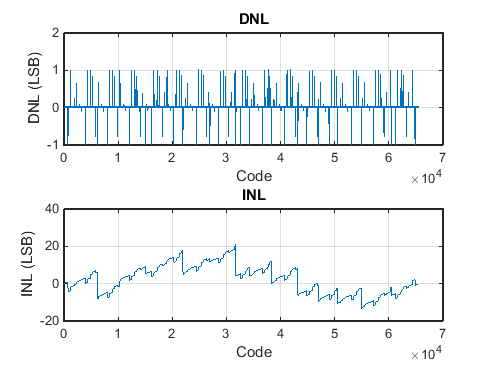 DNL
DNL (LSB)
2
1
0
-1
0 1 2 3 4 5 6 7
Code
×10^4
INL
INL (LSB)
40
20
0
-20
0 1 2 3 4 5 6 7
Code
×10^4